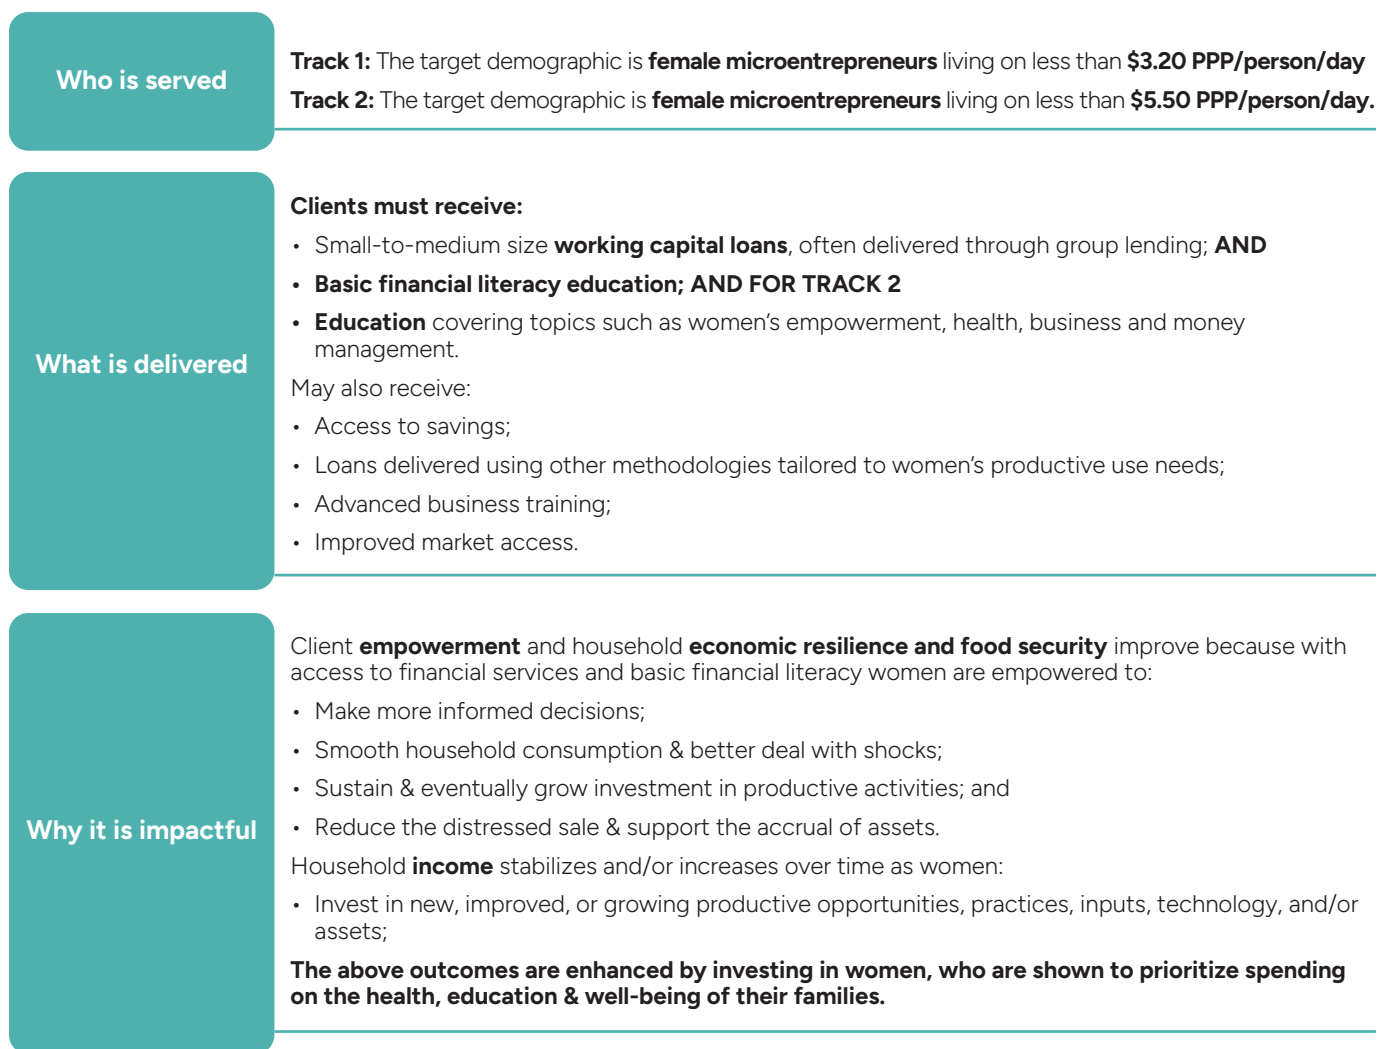 Who is served
Track 1: The target demographic is female microentrepreneurs living on less than $3.20 PPP/person/day
Track 2: The target demographic is female microentrepreneurs living on less than $5.50 PPP/person/day.
What is delivered
Clients must receive:
• Small-to-medium size working capital loans, often delivered through group lending; AND
• Basic financial literacy education; AND FOR TRACK 2
• Education covering topics such as women’s empowerment, health, business and money
management.
May also receive:
• Access to savings;
• Loans delivered using other methodologies tailored to women’s productive use needs;
• Advanced business training;
• Improved market access.
Why it is impactful
Client empowerment and household economic resilience and food security improve because with
access to financial services and basic financial literacy women are empowered to:
• Make more informed decisions;
• Smooth household consumption & better deal with shocks;
• Sustain & eventually grow investment in productive activities; and
• Reduce the distressed sale & support the accrual of assets.
Household income stabilizes and/or increases over time as women:
• Invest in new, improved, or growing productive opportunities, practices, inputs, technology, and/or
assets;
The above outcomes are enhanced by investing in women, who are shown to prioritize spending
on the health, education & well-being of their families.